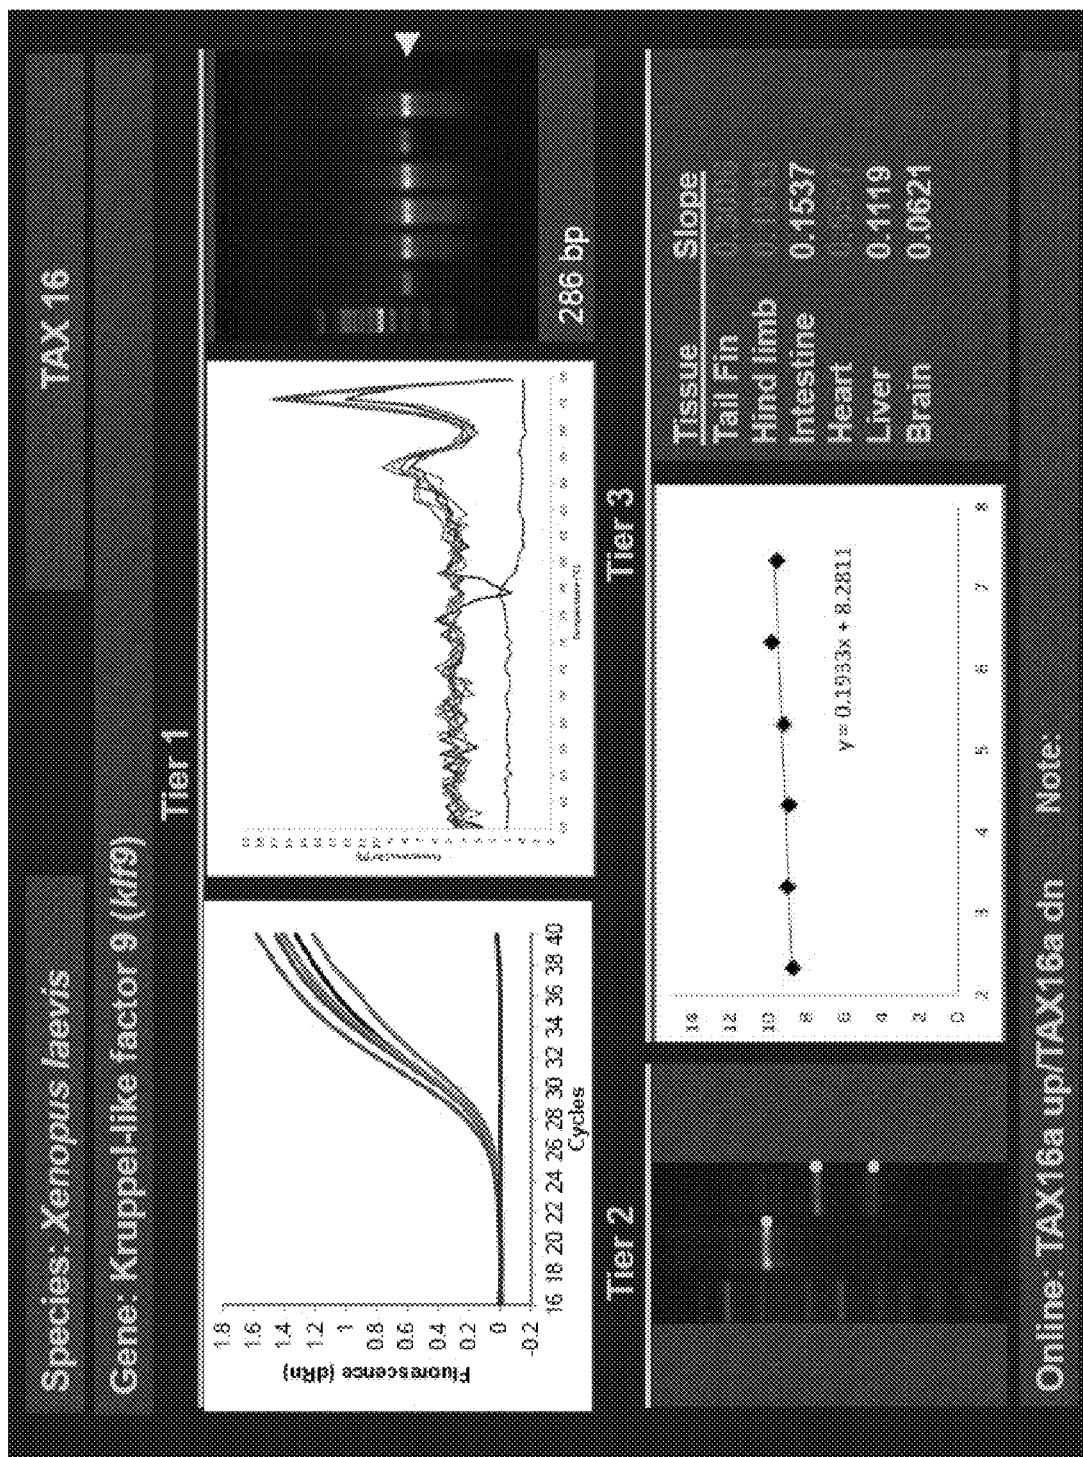 Species: Xenopus laevis
TAX 16
Gene: Kruppel-like factor 9 (klf9)
Tier 1
Fluorescence (dRn)
1.8
1.6
1.4
1.2
1
0.8
0.6
0.4
0.2
0
-0.2
16 18 20 22 24 26 28 30 32 34 36 38 40
Cycles
286 bp
Tier 2
Tier 3
14
12
10
8
6
4
2
0
2 3 4 5 6 7 8
y = 0.1933x + 8.2811
Tissue Slope
Tail Fin
Hind limb
Intestine 0.1537
Heart
Liver 0.1119
Brain 0.0621
Online: TAX16a up/TAX16a dn Note: